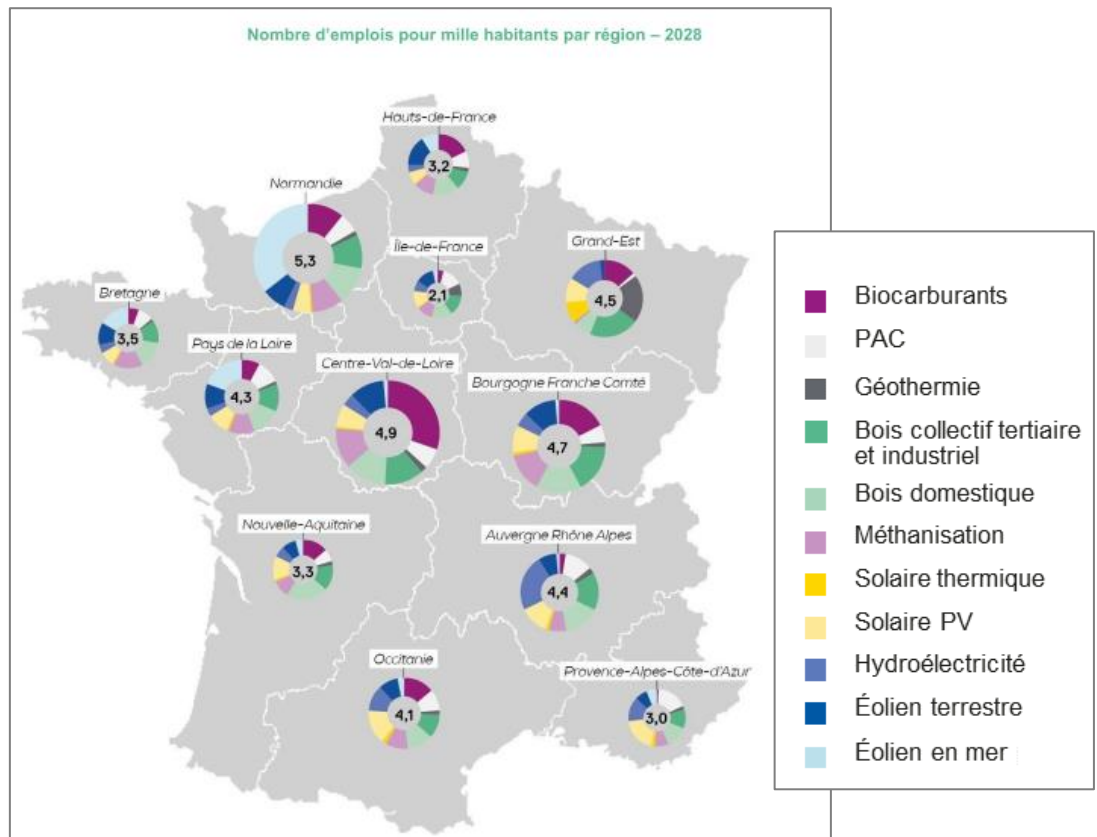 Nombre d'emplois pour mille habitants par région – 2028
Hauts-de-France
3,2
Normandie
5,3
Île-de-France
2,1
Grand-Est
4,5
Bretagne
3,5
Pays de la Loire
4,3
Centre-Val-de-Loire
4,9
Bourgogne Franche Comté
4,7
Nouvelle-Aquitaine
3,3
Auvergne Rhône Alpes
4,4
Occitanie
4,1
Provence-Alpes-Côte-d'Azur
3,0
Biocarburants
PAC
Géothermie
Bois collectif tertiaire
et industriel
Bois domestique
Méthanisation
Solaire thermique
Solaire PV
Hydroélectricité
Éolien terrestre
Éolien en mer